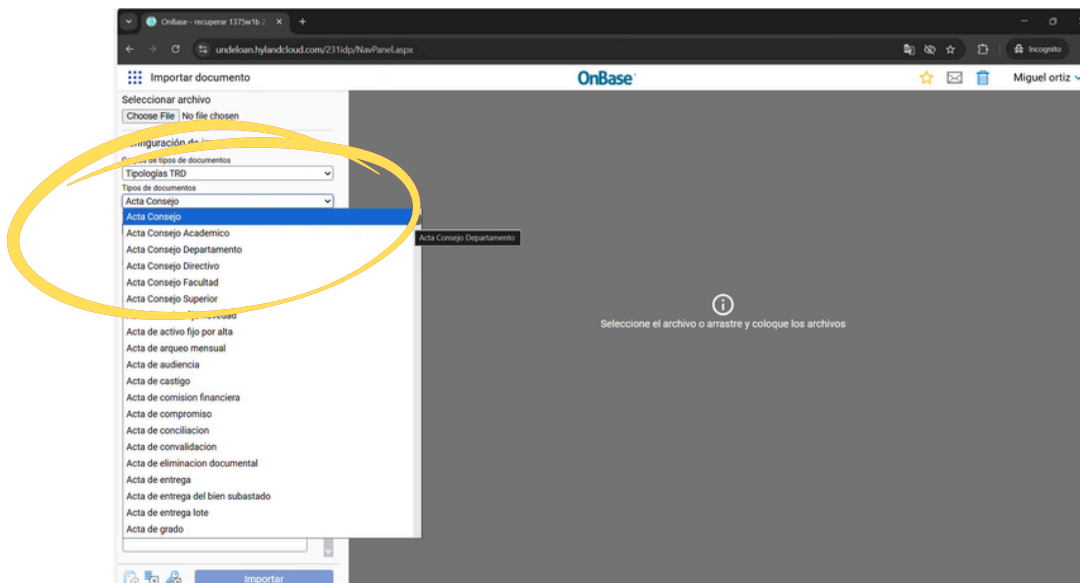 OnBase - recuperar 1375w1b 2
undeloan.hylandcloud.com/231idp/NavPanel.aspx
Incognito
Importar documento
OnBase
Miguel ortiz
Seleccionar archivo
Choose File No file chosen
Tipologías TRD
Tipos de documentos
Acta Consejo
Acta Consejo
Acta Consejo Academico
Acta Consejo Departamento
Acta Consejo Departamento
Acta Consejo Directivo
Acta Consejo Facultad
Acta Consejo Superior
Acta de activo fijo por alta
Acta de arqueo mensual
Acta de audiencia
Acta de castigo
Acta de comision financiera
Acta de compromiso
Acta de conciliacion
Acta de convalidacion
Acta de eliminacion documental
Acta de entrega
Acta de entrega del bien subastado
Acta de entrega lote
Acta de grado
Seleccione el archivo o arrastre y coloque los archivos
Importar